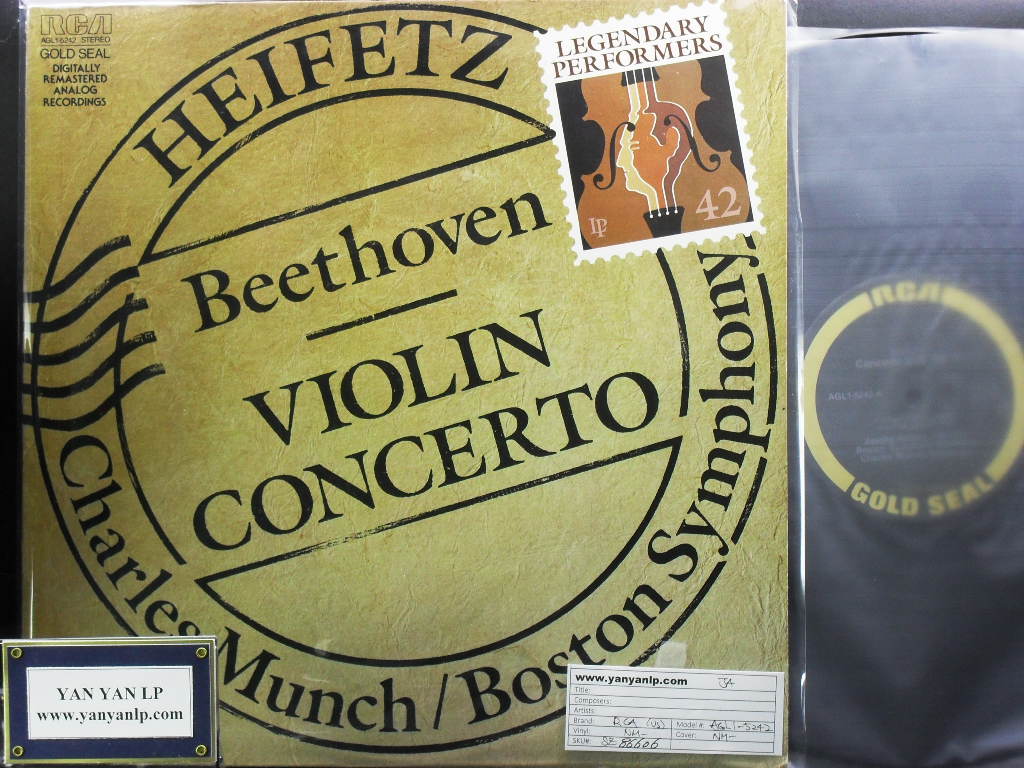 RCA
AGL1-5242 STEREO
GOLD SEAL
DIGITALLY
REMASTERED
ANALOG
RECORDINGS
HEIFETZ
LEGENDARY
PERFORMERS
LP
42
Beethoven
VIOLIN
CONCERTO
Charles Munch / Boston Symphony
RCA
AGL1-5242-A
GOLD SEAL
YAN YAN LP
www.yanyanlp.com
www.yanyanlp.com
Title:
Composers:
Artists
Brand: RCA (US) Model #: AGL1-5242
Vinyl: NM- Cover: NM-
SKU#: